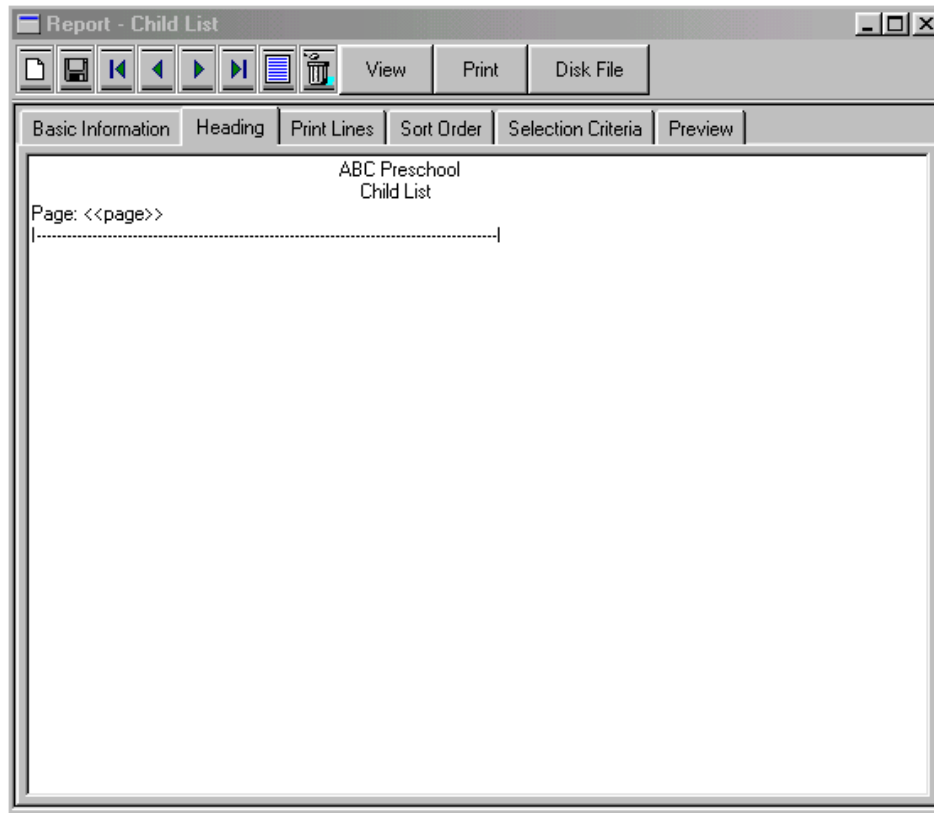 Report - Child List
View Print Disk File
Basic Information Heading Print Lines Sort Order Selection Criteria Preview
ABC Preschool
Child List
Page: <<page>>
|--------------------------------------------------------------------------------------------|